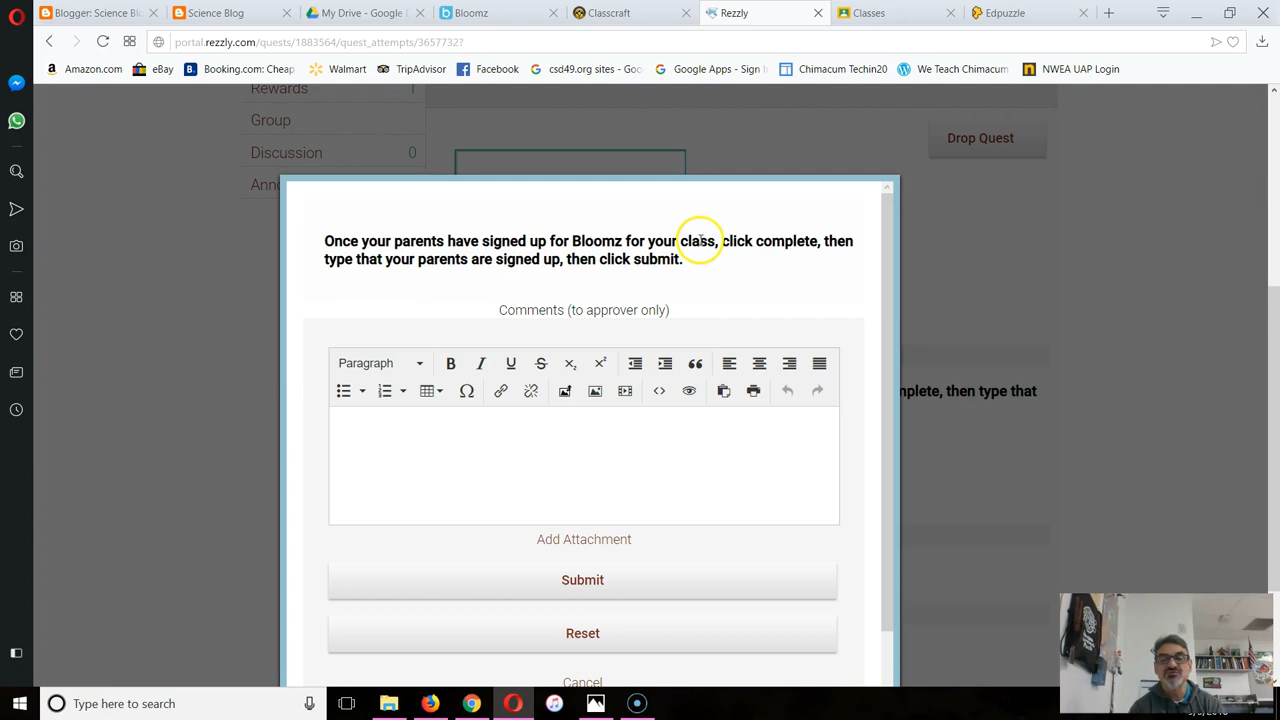 Blogger: Science Blo
Science Blog
My Drive - Google D
Bloomz
Classcraft
Rezzly
Classes
Edpuzzle
portal.rezzly.com/quests/1883564/quest_attempts/3657732?
Amazon.com
eBay
Booking.com: Cheap
Walmart
TripAdvisor
Facebook
csd49.org sites - Goo
Google Apps - Sign I
Chimacum Techin20
We Teach Chimacum
NWEA UAP Login
Rewards 1
Group
Drop Quest
Discussion 0
Once your parents have signed up for Bloomz for your class, click complete, then
type that your parents are signed up, then click submit.
Comments (to approver only)
Paragraph
mplete, then type that
Add Attachment
Submit
Reset
Cancel
Type here to search